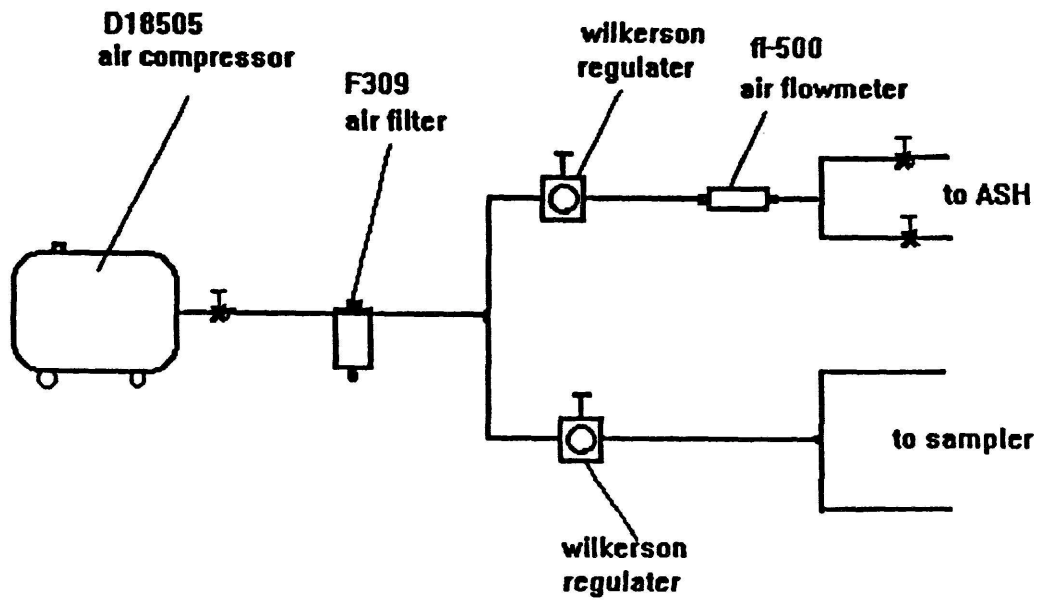 D18505
air compressor
F309
air filter
wilkerson
regulater
fl-500
air flowmeter
to ASH
to sampler
wilkerson
regulater